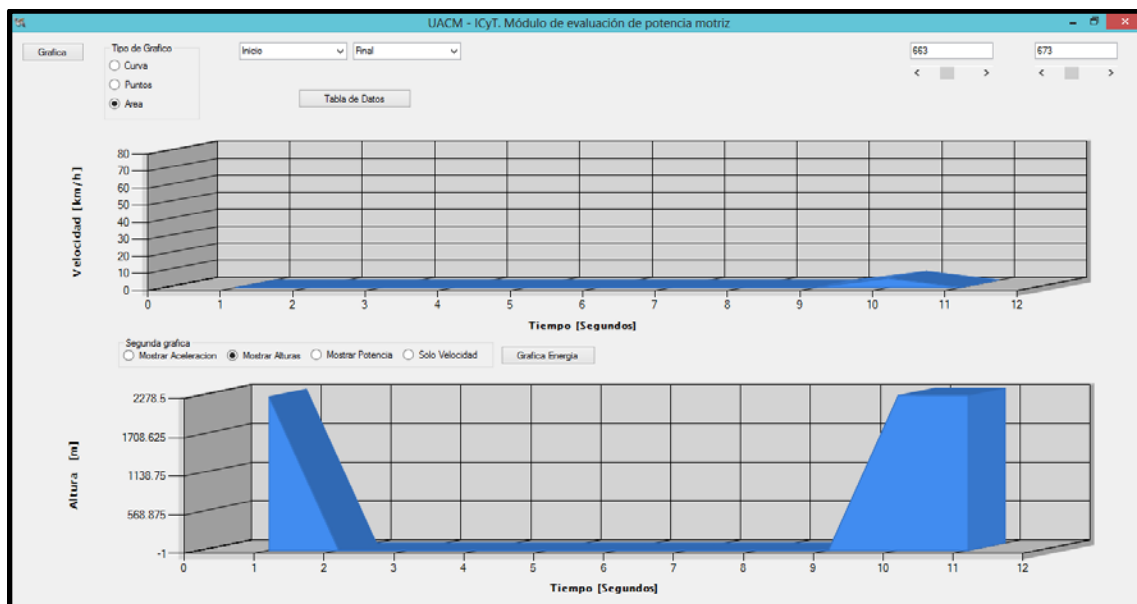 UACM - ICyT. Módulo de evaluación de potencia motriz
Grafica
Tipo de Grafico
Curva
Puntos
Area
Inicio
Final
663
673
Tabla de Datos
Velocidad [km/h]
80
70
60
50
40
30
20
10
0
0 1 2 3 4 5 6 7 8 9 10 11 12
Tiempo [Segundos]
Segunda grafica
Mostrar Aceleracion Mostrar Alturas Mostrar Potencia Solo Velocidad
Grafica Energia
Altura [m]
2278.5
1708.625
1138.75
568.875
-1
0 1 2 3 4 5 6 7 8 9 10 11 12
Tiempo [Segundos]